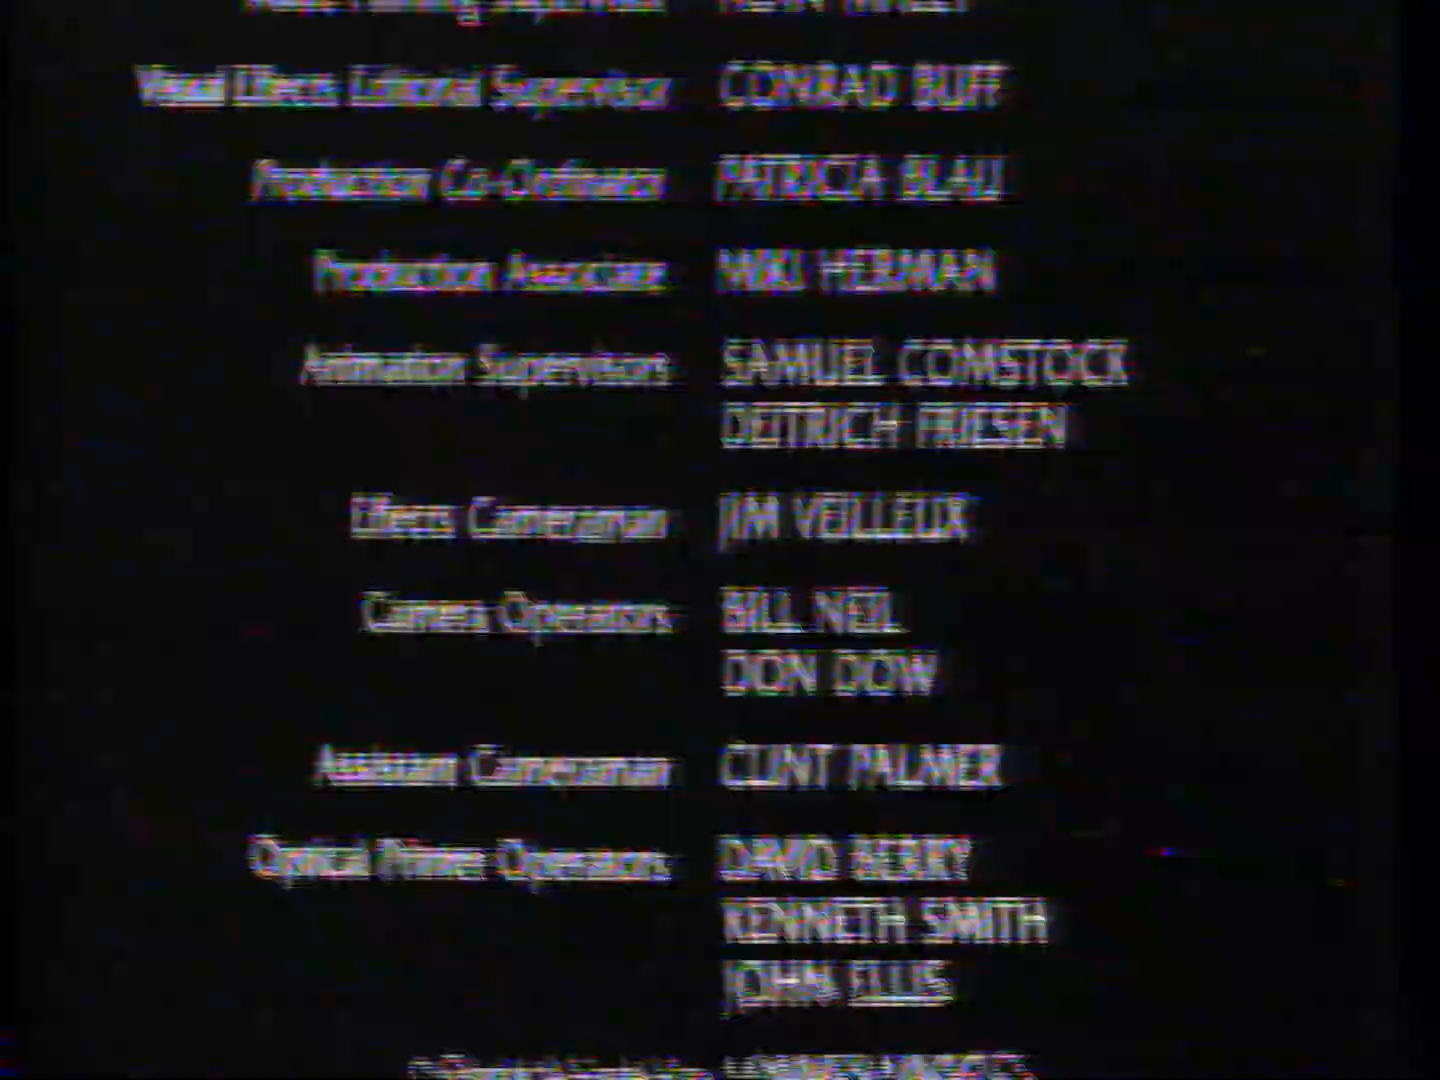 Visual Effects Editorial Supervisor CONRAD BUFF
Production Co-Ordinator PATRICIA BLAU
Production Associate MIKI HERMAN
Animation Supervisors SAMUEL COMSTOCK
DEITRICH FRIESEN
Effects Cameraman JIM VEILLEUX
Camera Operators BILL NEIL
DON DOW
Assistant Cameraman CLINT PALMER
Optical Printer Operators DAVID BERRY
KENNETH SMITH
JOHN ELLIS